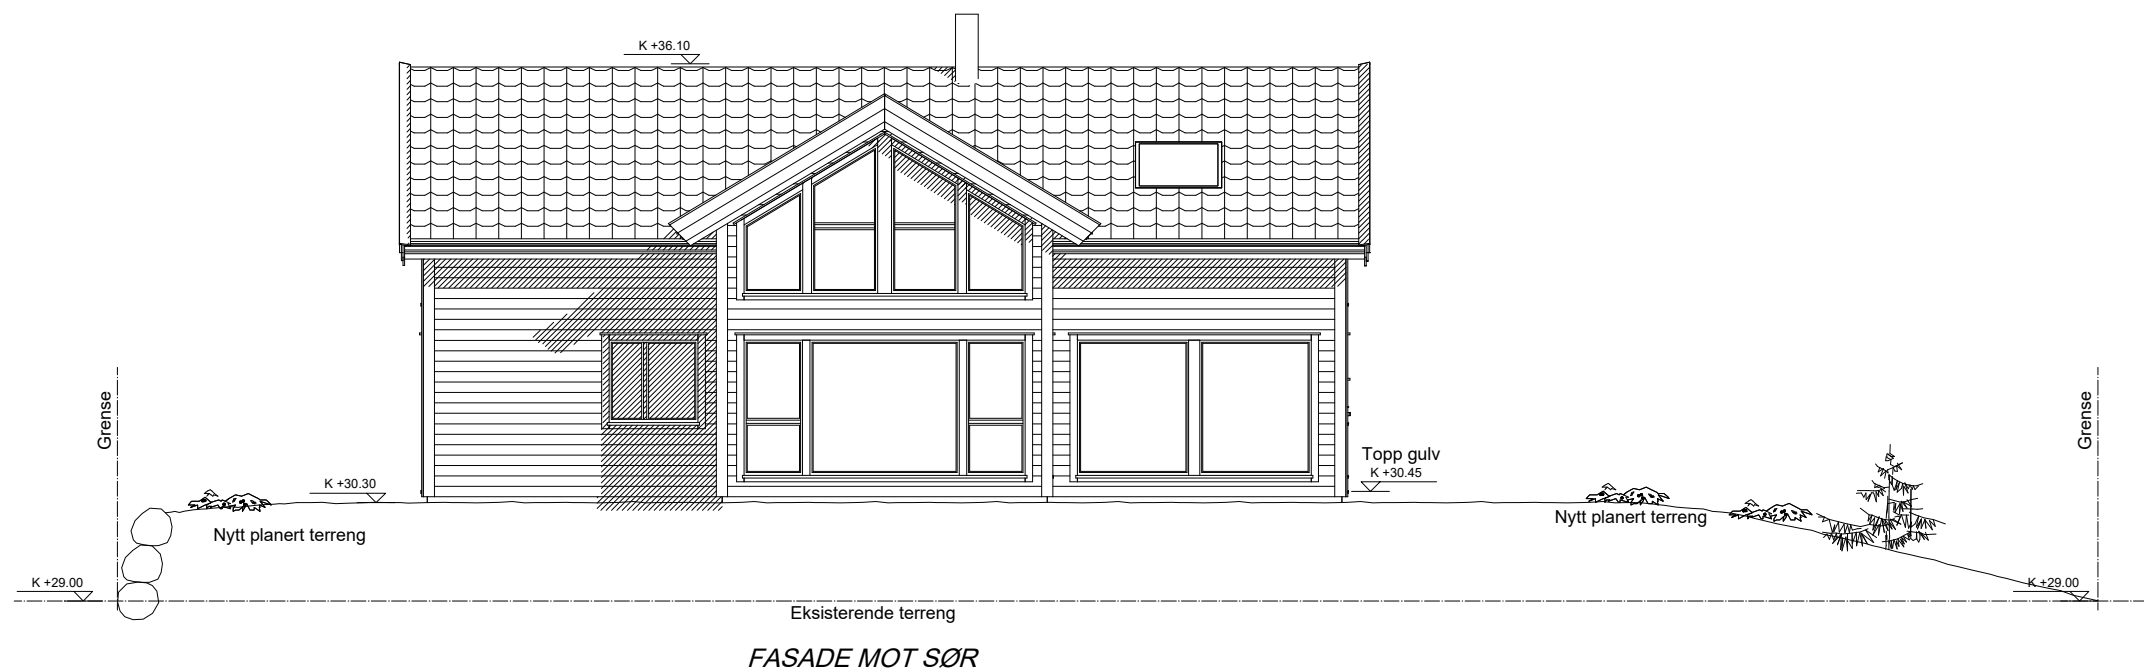 K +36.10
Grense
Grense
Topp gulv
K +30.45
K +30.30
Nytt planert terreng
Nytt planert terreng
K +29.00
K +29.00
Eksisterende terreng
FASADE MOT SØR